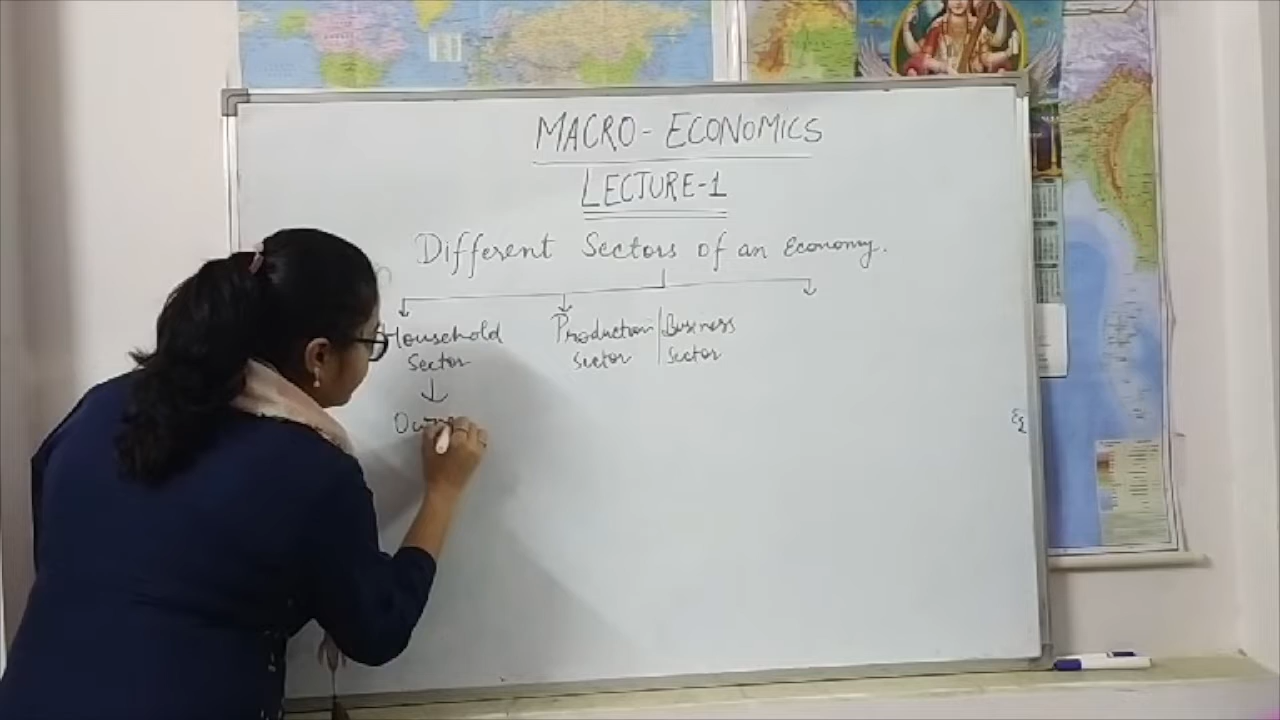 MACRO-ECONOMICS
LECTURE-1
Different Sectors of an Economy.
Household Production | Business
Sector Sector | Sector